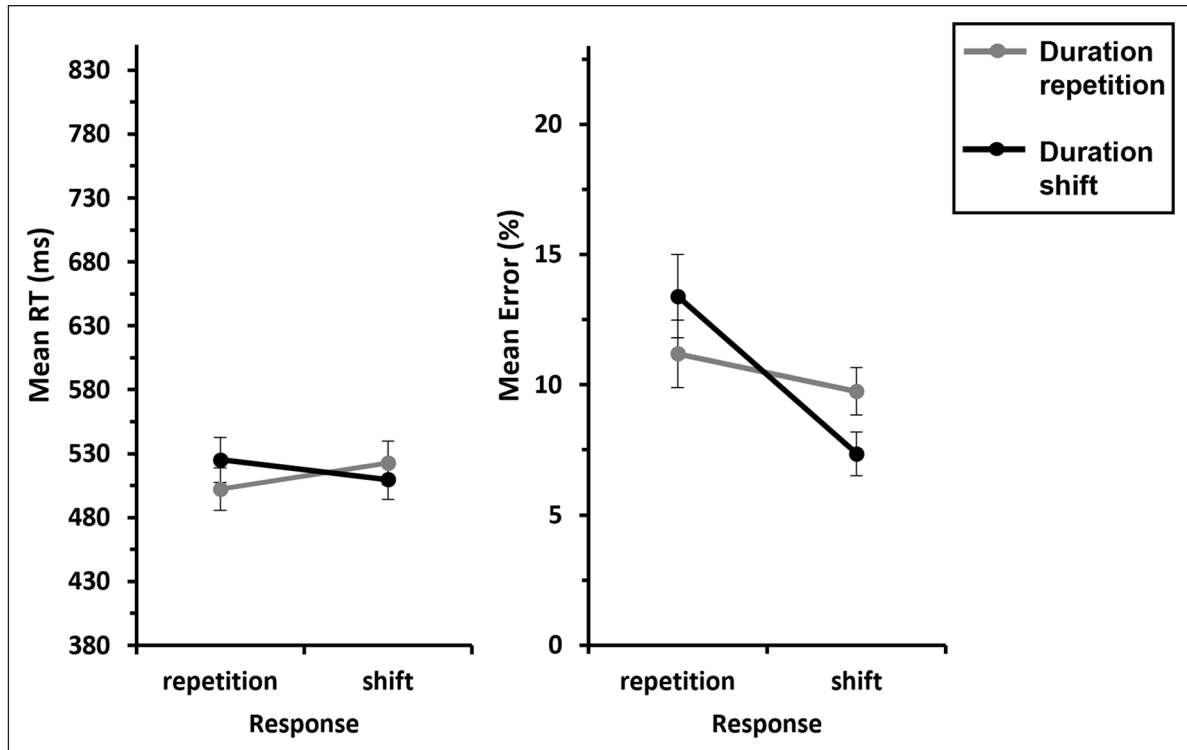 Mean RT (ms)
830
780
730
680
630
580
530
480
430
380
repetition shift
Response
Mean Error (%)
20
15
10
5
0
repetition shift
Response
Duration
repetition
Duration
shift